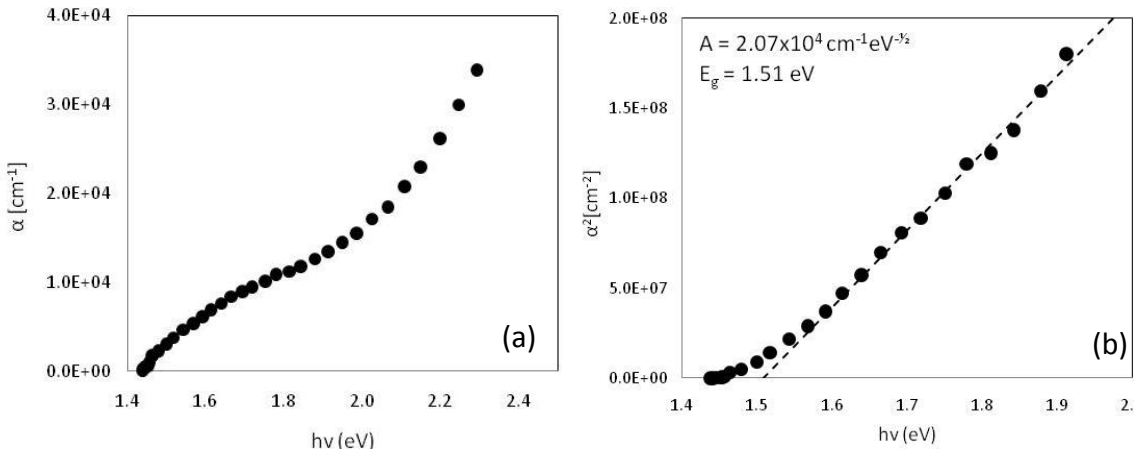 4.0E+04
3.0E+04
2.0E+04
1.0E+04
0.0E+00
α [cm⁻¹]
1.4 1.6 1.8 2.0 2.2 2.4
hν (eV)
(a)
2.0E+08
1.5E+08
1.0E+08
5.0E+07
0.0E+00
α²[cm⁻²]
A = 2.07x10⁴ cm⁻¹eV⁻¹ᐟ²
E_g = 1.51 eV
1.4 1.5 1.6 1.7 1.8 1.9 2.
hν (eV)
(b)